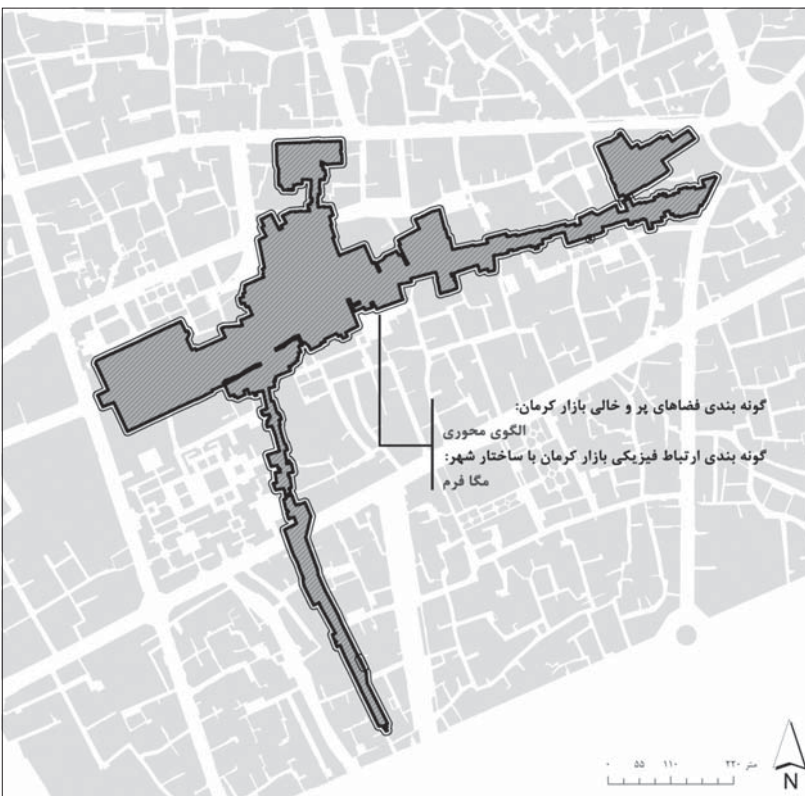 گونه بندی فضاهای پر و خالی بازار کرمان:
الگوی محوری
گونه بندی ارتباط فیزیکی بازار کرمان با ساختار شهر:
مگا فرم
۰ ۵۵ ۱۱۰ ۲۲۰ متر
N